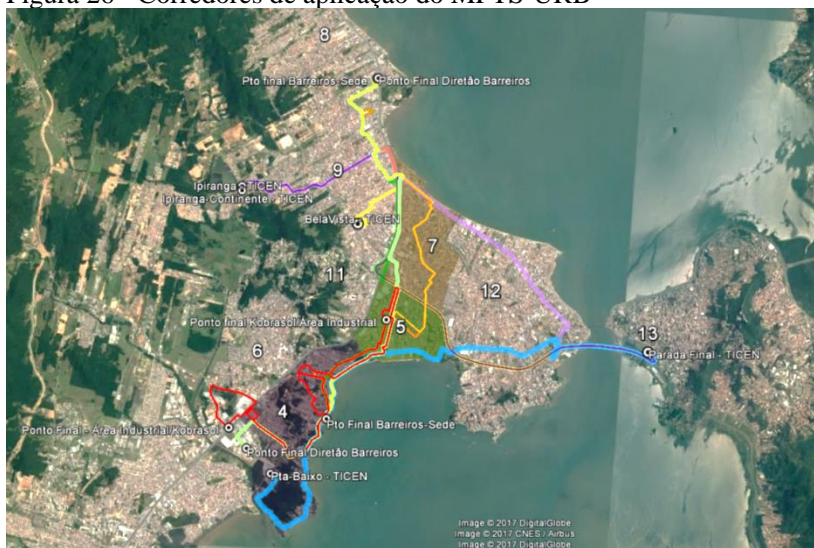 Figura 28 - Corredores de aplicação do MPTS-URB
8
Pto final Barreiros-Sede
Ponto Final Diretão Barreiros
9
Ipiranga - TICEN
Ipiranga-Continente - TICEN
BelaVista - TICEN
7
11
12
Ponto final Kobrasol/Área Industrial
5
13
Parada Final - TICEN
6
4
Pto Final Barreiros-Sede
Ponto Final - Área Industrial/Kobrasol
Ponto Final Diretão Barreiros
Pta-Baixo - TICEN
Image © 2017 DigitalGlobe
Image © 2017 CNES / Airbus
Image © 2017 DigitalGlobe